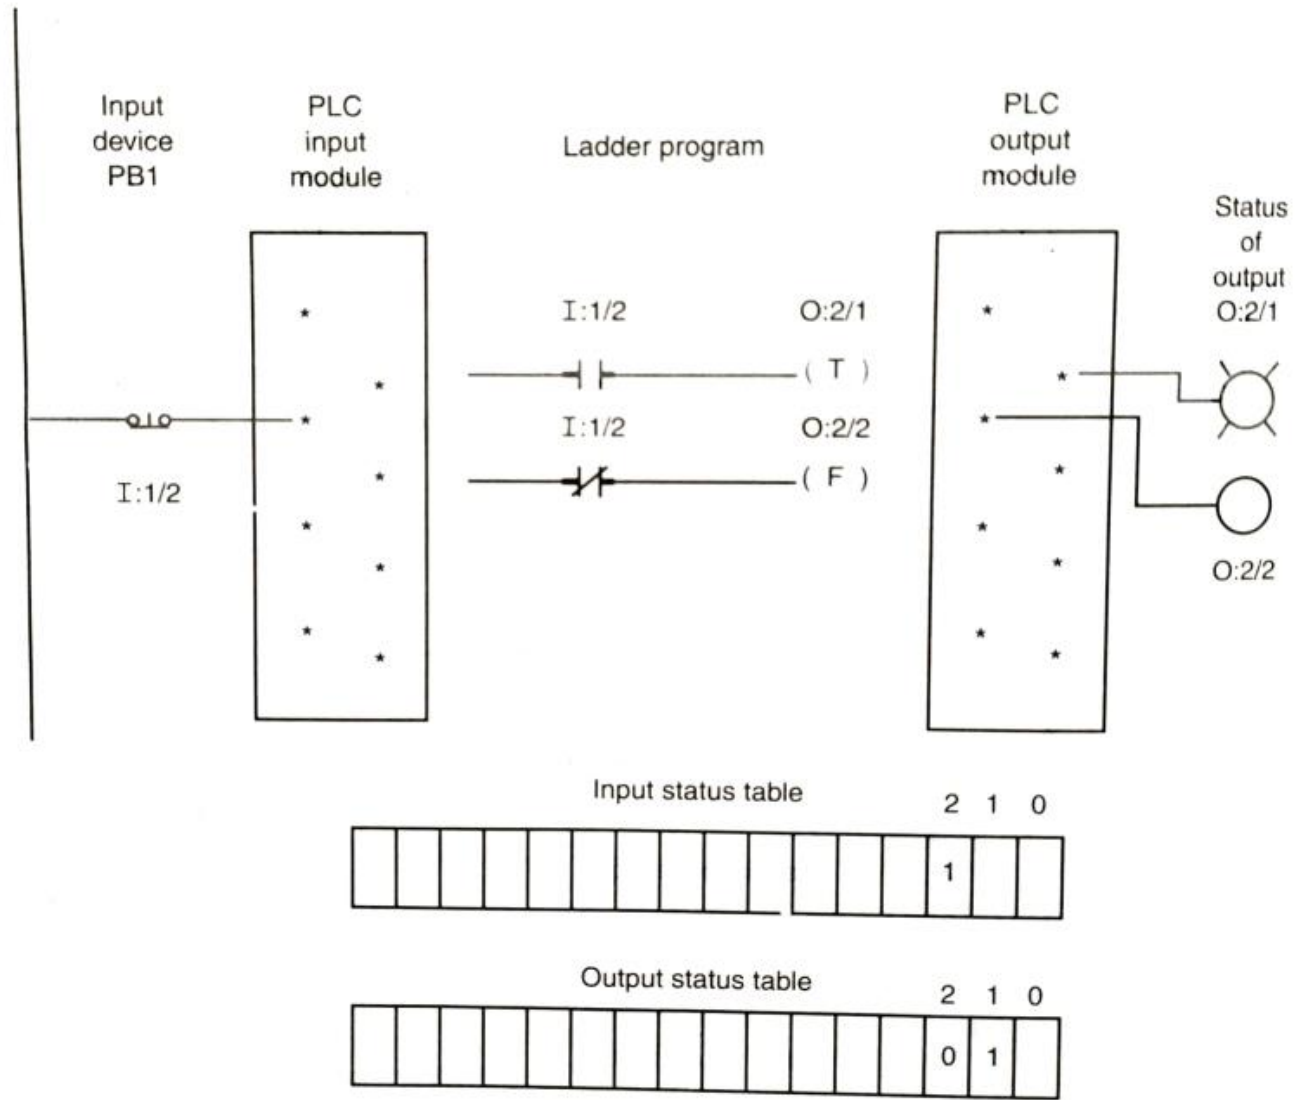 Input
device
PB1
PLC
input
module
Ladder program
PLC
output
module
Status
of
output
O:2/1
I:1/2 O:2/1
( T )
I:1/2 O:2/2
( F )
I:1/2
O:2/2
* * * * * * * *
* * * * * * * *
Input status table
2 1 0
1
Output status table
2 1 0
0 1